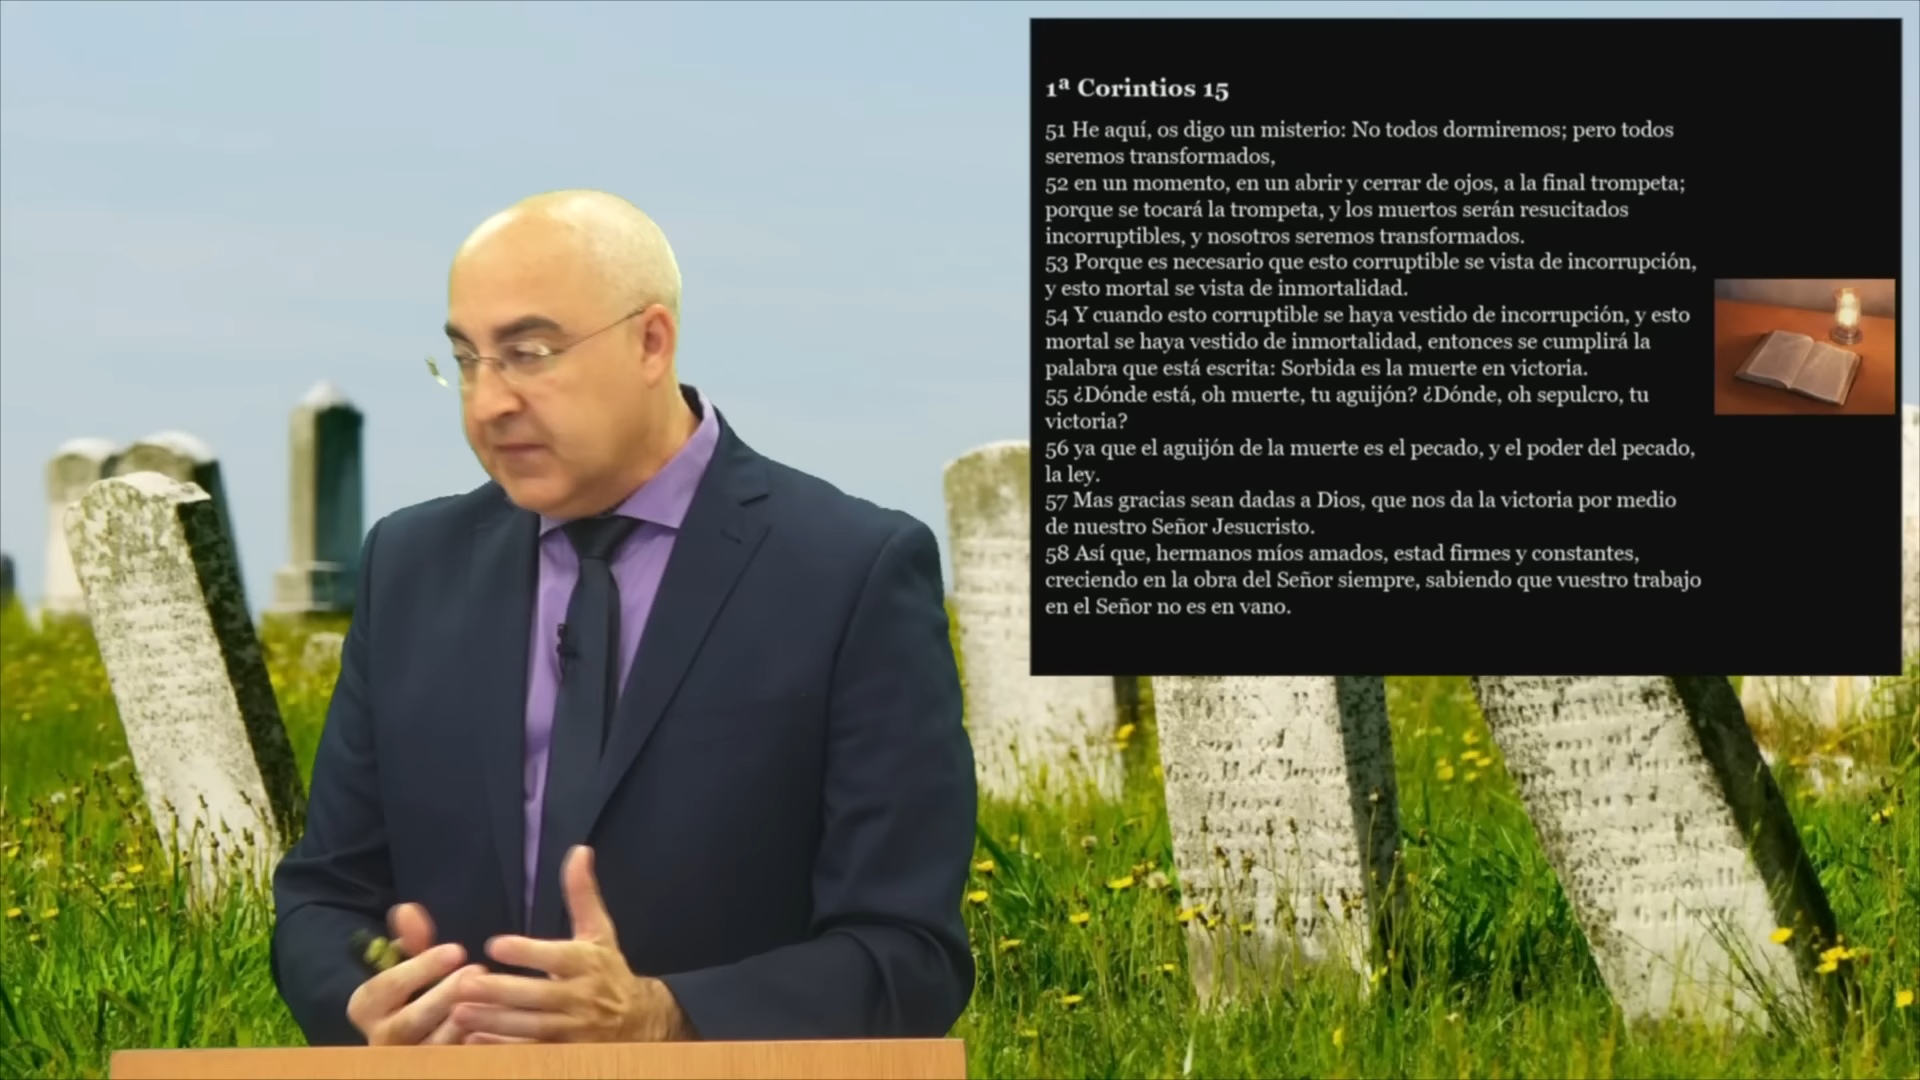 1ª Corintios 15
51 He aquí, os digo un misterio: No todos dormiremos; pero todos
seremos transformados,
52 en un momento, en un abrir y cerrar de ojos, a la final trompeta;
porque se tocará la trompeta, y los muertos serán resucitados
incorruptibles, y nosotros seremos transformados.
53 Porque es necesario que esto corruptible se vista de incorrupción,
y esto mortal se vista de inmortalidad.
54 Y cuando esto corruptible se haya vestido de incorrupción, y esto
mortal se haya vestido de inmortalidad, entonces se cumplirá la
palabra que está escrita: Sorbida es la muerte en victoria.
55 ¿Dónde está, oh muerte, tu aguijón? ¿Dónde, oh sepulcro, tu
victoria?
56 ya que el aguijón de la muerte es el pecado, y el poder del pecado,
la ley.
57 Mas gracias sean dadas a Dios, que nos da la victoria por medio
de nuestro Señor Jesucristo.
58 Así que, hermanos míos amados, estad firmes y constantes,
creciendo en la obra del Señor siempre, sabiendo que vuestro trabajo
en el Señor no es en vano.